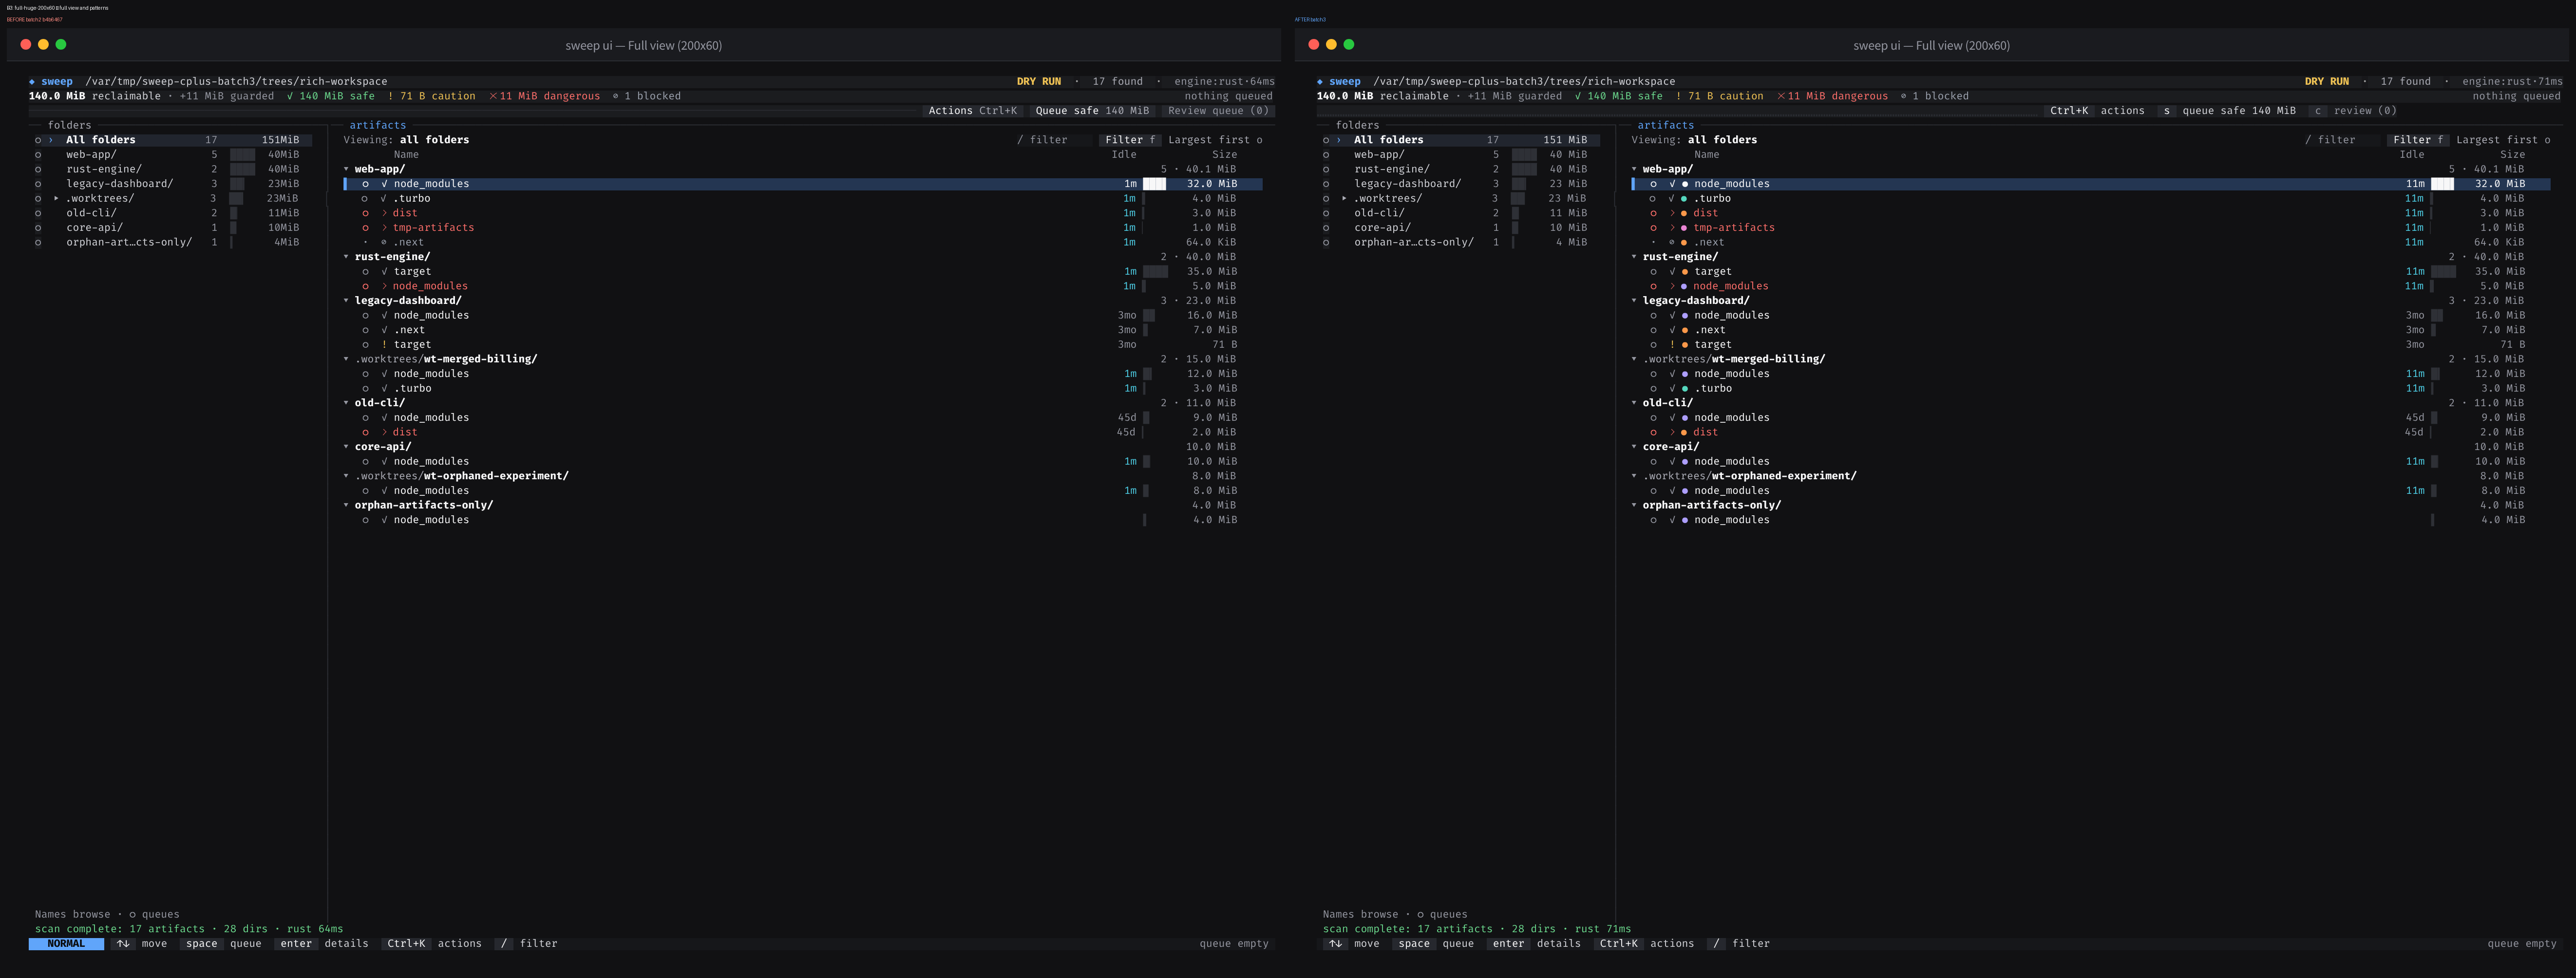 B3: full-huge-200x60 full view and patterns
BEFORE batch2 b4b6467
AFTER batch3
sweep ui — Full view (200x60)
◆ sweep /var/tmp/sweep-cplus-batch3/trees/rich-workspace DRY RUN · 17 found · engine:rust·64ms
140.0 MiB reclaimable · +11 MiB guarded √ 140 MiB safe ! 71 B caution ×11 MiB dangerous ⊘ 1 blocked nothing queued
Actions Ctrl+K Queue safe 140 MiB Review queue (0)
folders
○ › All folders 17 151MiB
○ web-app/ 5 40MiB
○ rust-engine/ 2 40MiB
○ legacy-dashboard/ 3 23MiB
○ ▸ .worktrees/ 3 23MiB
○ old-cli/ 2 11MiB
○ core-api/ 1 10MiB
○ orphan-art…cts-only/ 1 4MiB
artifacts
Viewing: all folders / filter Filter f Largest first o
Name Idle Size
▾ web-app/ 5 · 40.1 MiB
○ √ node_modules 1m 32.0 MiB
○ √ .turbo 1m 4.0 MiB
○ > dist 1m 3.0 MiB
○ > tmp-artifacts 1m 1.0 MiB
· ⊘ .next 1m 64.0 KiB
▾ rust-engine/ 2 · 40.0 MiB
○ √ target 1m 35.0 MiB
○ > node_modules 1m 5.0 MiB
▾ legacy-dashboard/ 3 · 23.0 MiB
○ √ node_modules 3mo 16.0 MiB
○ √ .next 3mo 7.0 MiB
○ ! target 3mo 71 B
▾ .worktrees/wt-merged-billing/ 2 · 15.0 MiB
○ √ node_modules 1m 12.0 MiB
○ √ .turbo 1m 3.0 MiB
▾ old-cli/ 2 · 11.0 MiB
○ √ node_modules 45d 9.0 MiB
○ > dist 45d 2.0 MiB
▾ core-api/ 10.0 MiB
○ √ node_modules 1m 10.0 MiB
▾ .worktrees/wt-orphaned-experiment/ 8.0 MiB
○ √ node_modules 1m 8.0 MiB
▾ orphan-artifacts-only/ 4.0 MiB
○ √ node_modules 4.0 MiB
Names browse · ○ queues
scan complete: 17 artifacts · 28 dirs · rust 64ms
NORMAL ↑↓ move space queue enter details Ctrl+K actions / filter queue empty
sweep ui — Full view (200x60)
◆ sweep /var/tmp/sweep-cplus-batch3/trees/rich-workspace DRY RUN · 17 found · engine:rust·71ms
140.0 MiB reclaimable · +11 MiB guarded √ 140 MiB safe ! 71 B caution ×11 MiB dangerous ⊘ 1 blocked nothing queued
Ctrl+K actions s queue safe 140 MiB c review (0)
folders
○ › All folders 17 151 MiB
○ web-app/ 5 40 MiB
○ rust-engine/ 2 40 MiB
○ legacy-dashboard/ 3 23 MiB
○ ▸ .worktrees/ 3 23 MiB
○ old-cli/ 2 11 MiB
○ core-api/ 1 10 MiB
○ orphan-ar…cts-only/ 1 4 MiB
artifacts
Viewing: all folders / filter Filter f Largest first o
Name Idle Size
▾ web-app/ 5 · 40.1 MiB
○ √ ● node_modules 11m 32.0 MiB
○ √ ● .turbo 11m 4.0 MiB
○ > ● dist 11m 3.0 MiB
○ > ● tmp-artifacts 11m 1.0 MiB
· ⊘ ● .next 11m 64.0 KiB
▾ rust-engine/ 2 · 40.0 MiB
○ √ ● target 11m 35.0 MiB
○ > ● node_modules 11m 5.0 MiB
▾ legacy-dashboard/ 3 · 23.0 MiB
○ √ ● node_modules 3mo 16.0 MiB
○ √ ● .next 3mo 7.0 MiB
○ ! ● target 3mo 71 B
▾ .worktrees/wt-merged-billing/ 2 · 15.0 MiB
○ √ ● node_modules 11m 12.0 MiB
○ √ ● .turbo 11m 3.0 MiB
▾ old-cli/ 2 · 11.0 MiB
○ √ ● node_modules 45d 9.0 MiB
○ > ● dist 45d 2.0 MiB
▾ core-api/ 10.0 MiB
○ √ ● node_modules 11m 10.0 MiB
▾ .worktrees/wt-orphaned-experiment/ 8.0 MiB
○ √ ● node_modules 11m 8.0 MiB
▾ orphan-artifacts-only/ 4.0 MiB
○ √ ● node_modules 4.0 MiB
Names browse · ○ queues
scan complete: 17 artifacts · 28 dirs · rust 71ms
↑↓ move space queue enter details Ctrl+K actions / filter queue empty